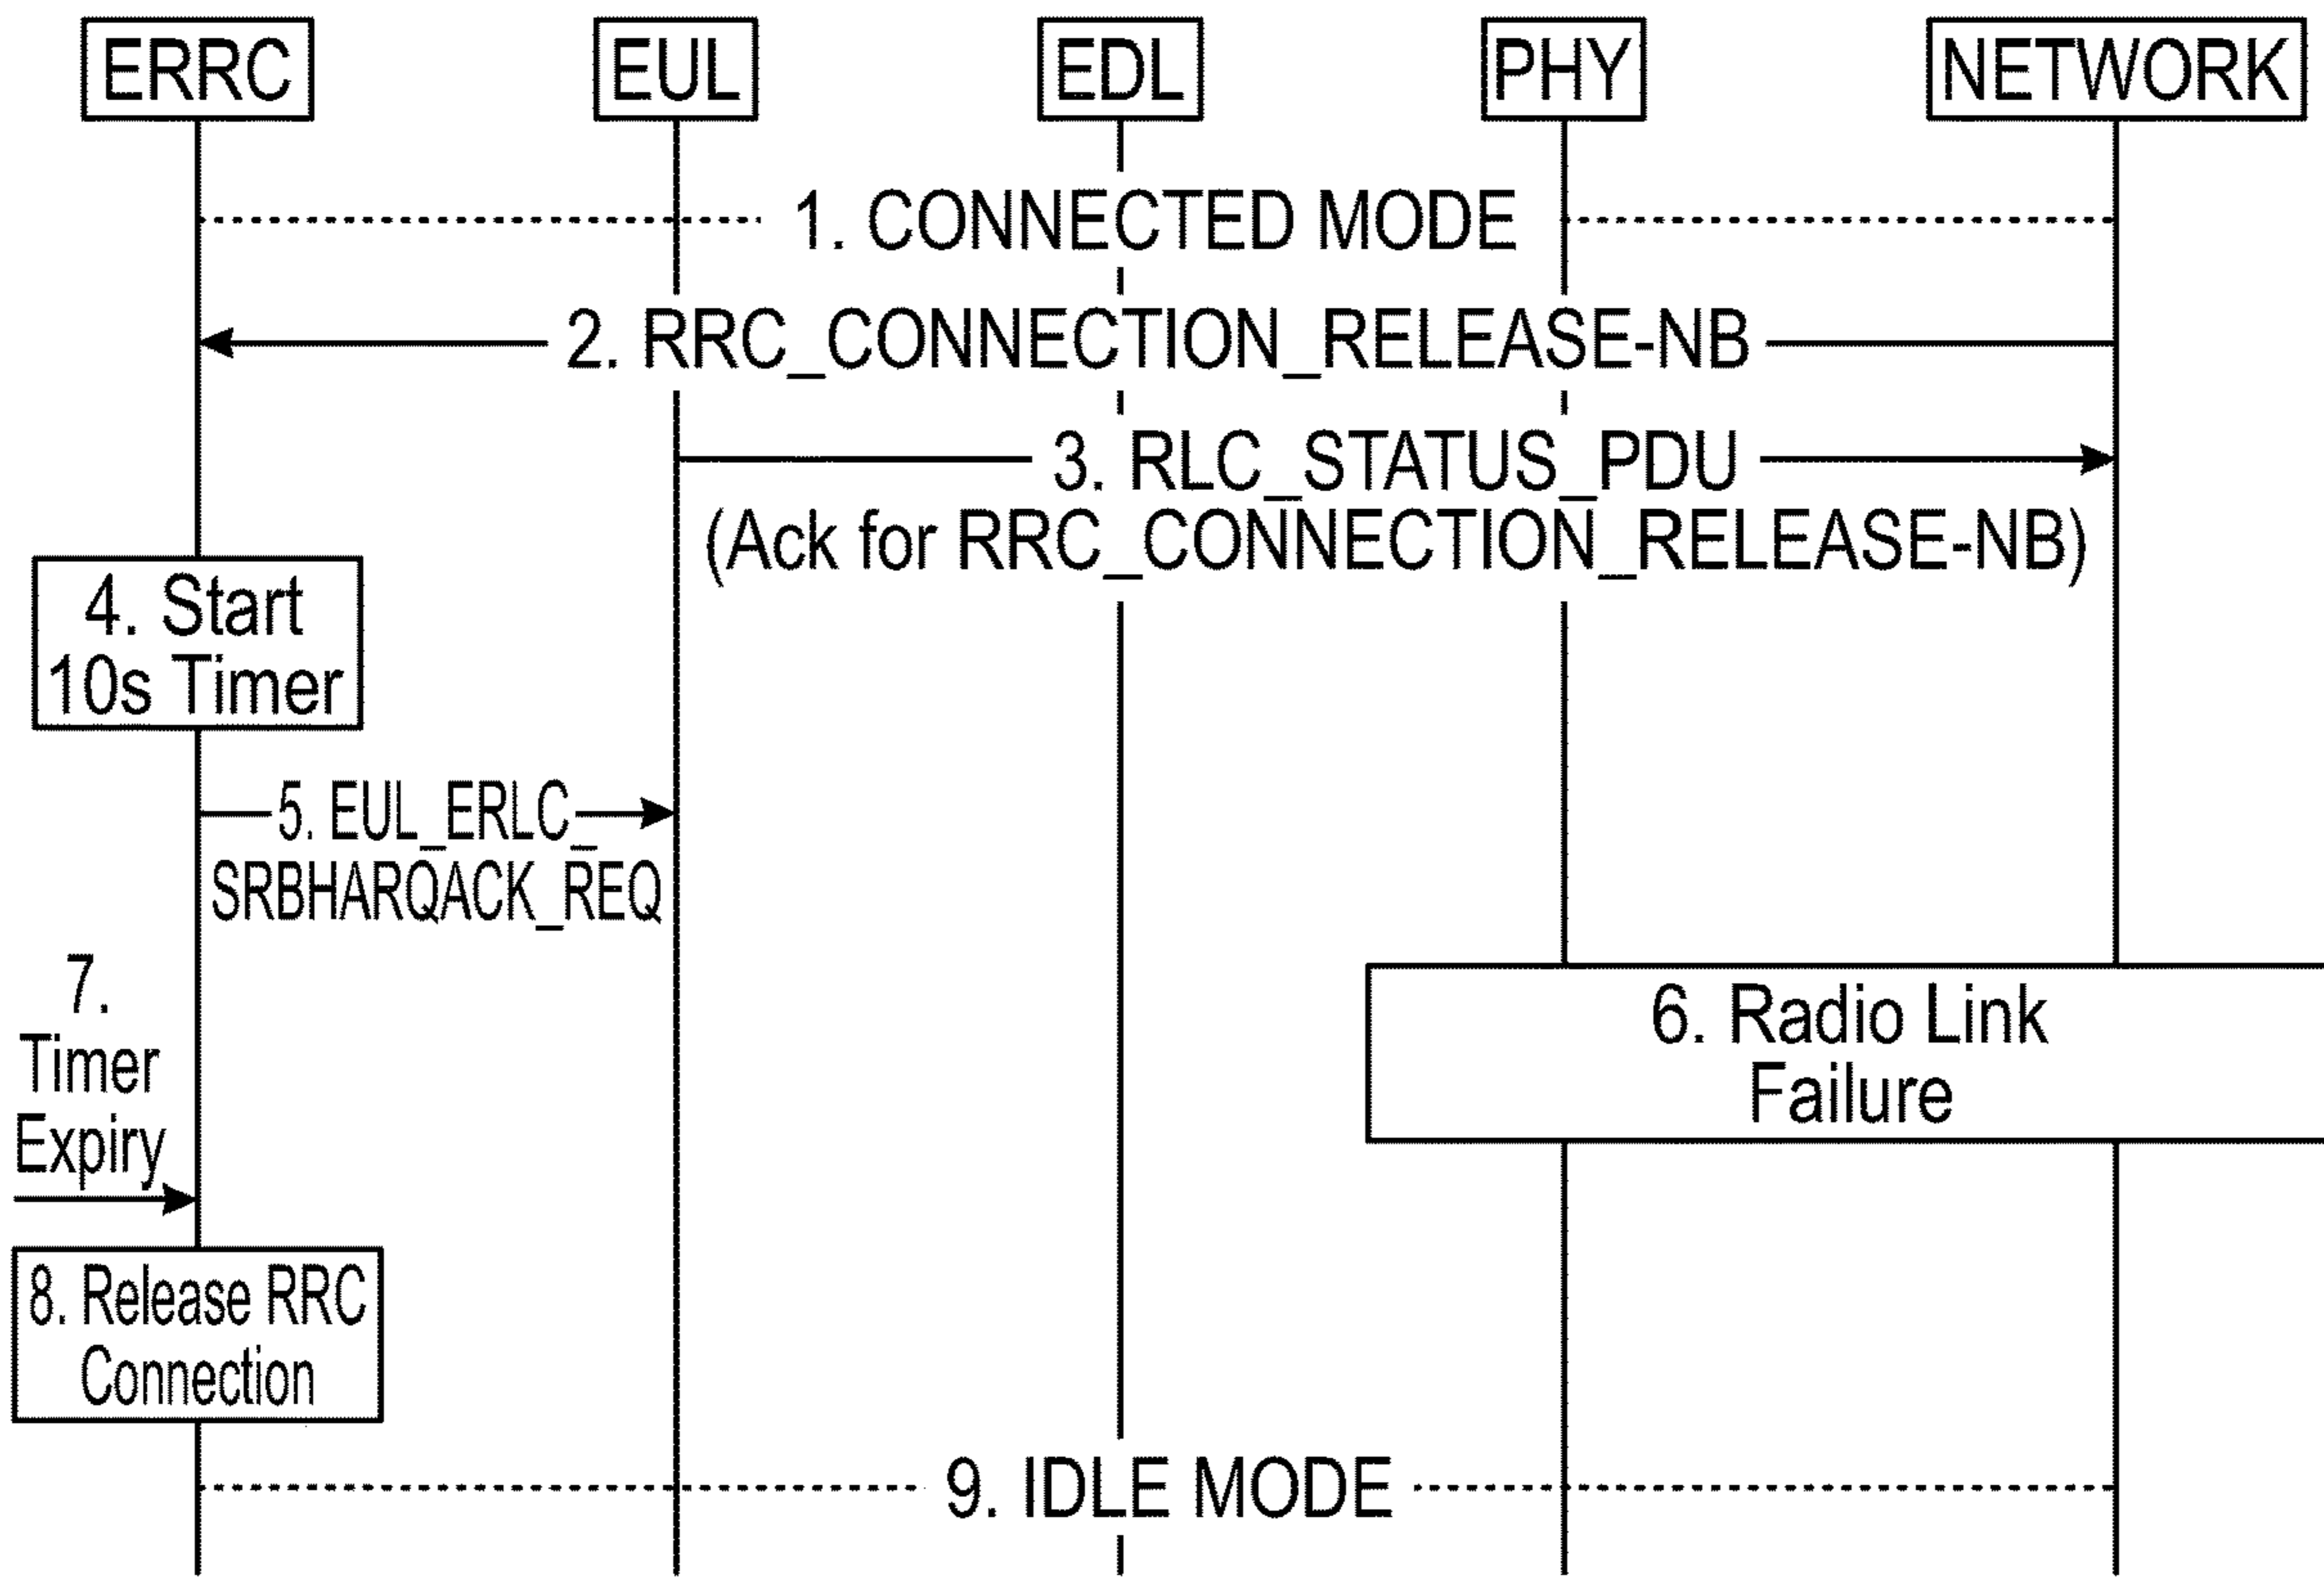 ERRC
EUL
EDL
PHY
NETWORK
1. CONNECTED MODE
2. RRC_CONNECTION_RELEASE-NB
3. RLC_STATUS_PDU
(Ack for RRC_CONNECTION_RELEASE-NB)
4. Start
10s Timer
5. EUL_ERLC_
SRBHARQACK_REQ
6. Radio Link
Failure
7.
Timer
Expiry
8. Release RRC
Connection
9. IDLE MODE